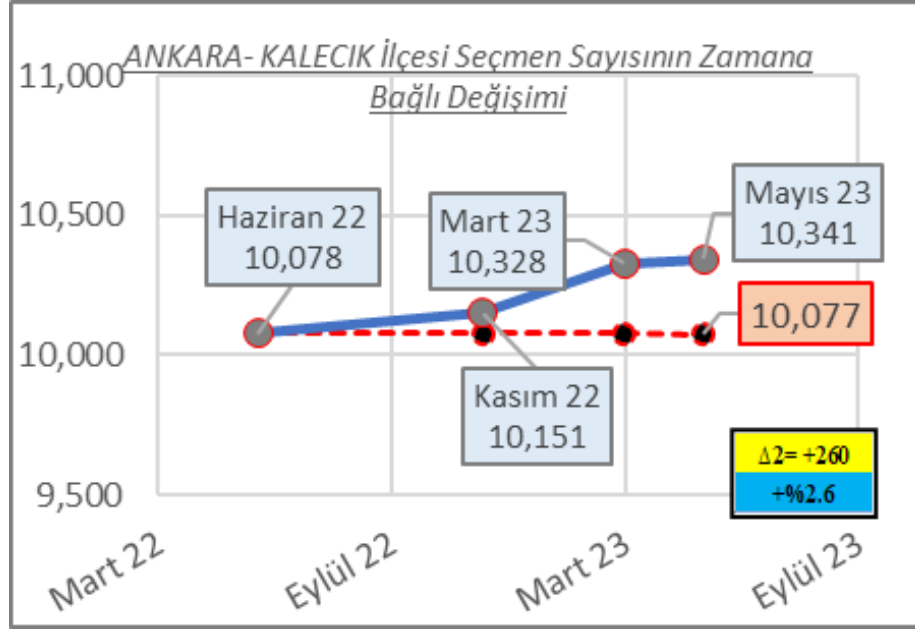 ANKARA- KALECIK İlçesi Seçmen Sayısının Zamana
Bağlı Değişimi
11,000
10,500
10,000
9,500
Haziran 22
10,078
Mart 23
10,328
Mayıs 23
10,341
10,077
Kasım 22
10,151
Δ2= +260
+%2.6
Mart 22
Eylül 22
Mart 23
Eylül 23